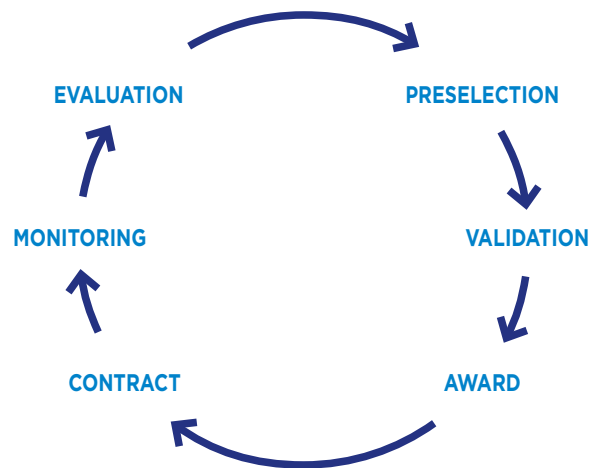 EVALUATION
PRESELECTION
MONITORING
VALIDATION
CONTRACT
AWARD